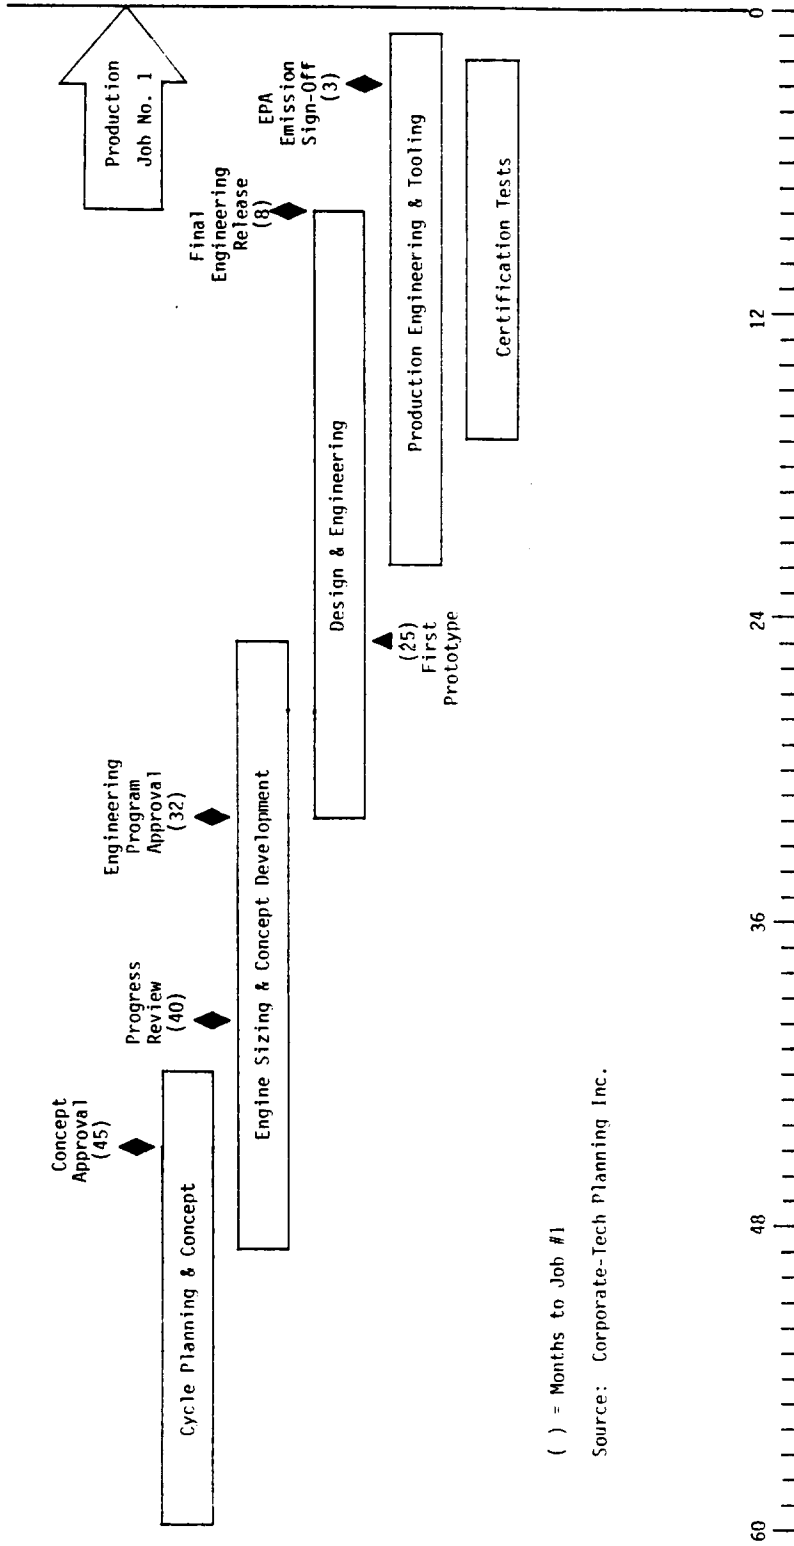 Concept
Approval
(45)
Progress
Review
(40)
Engineering
Program
Approval
(32)
Final
Engineering
Release
(8)
EPA
Emission
Sign-Off
(3)
Production
Job No. 1
Cycle Planning & Concept
Engine Sizing & Concept Development
Design & Engineering
(25)
First
Prototype
Production Engineering & Tooling
Certification Tests
( ) = Months to Job #1
Source: Corporate-Tech Planning Inc.
60
48
36
24
12
0